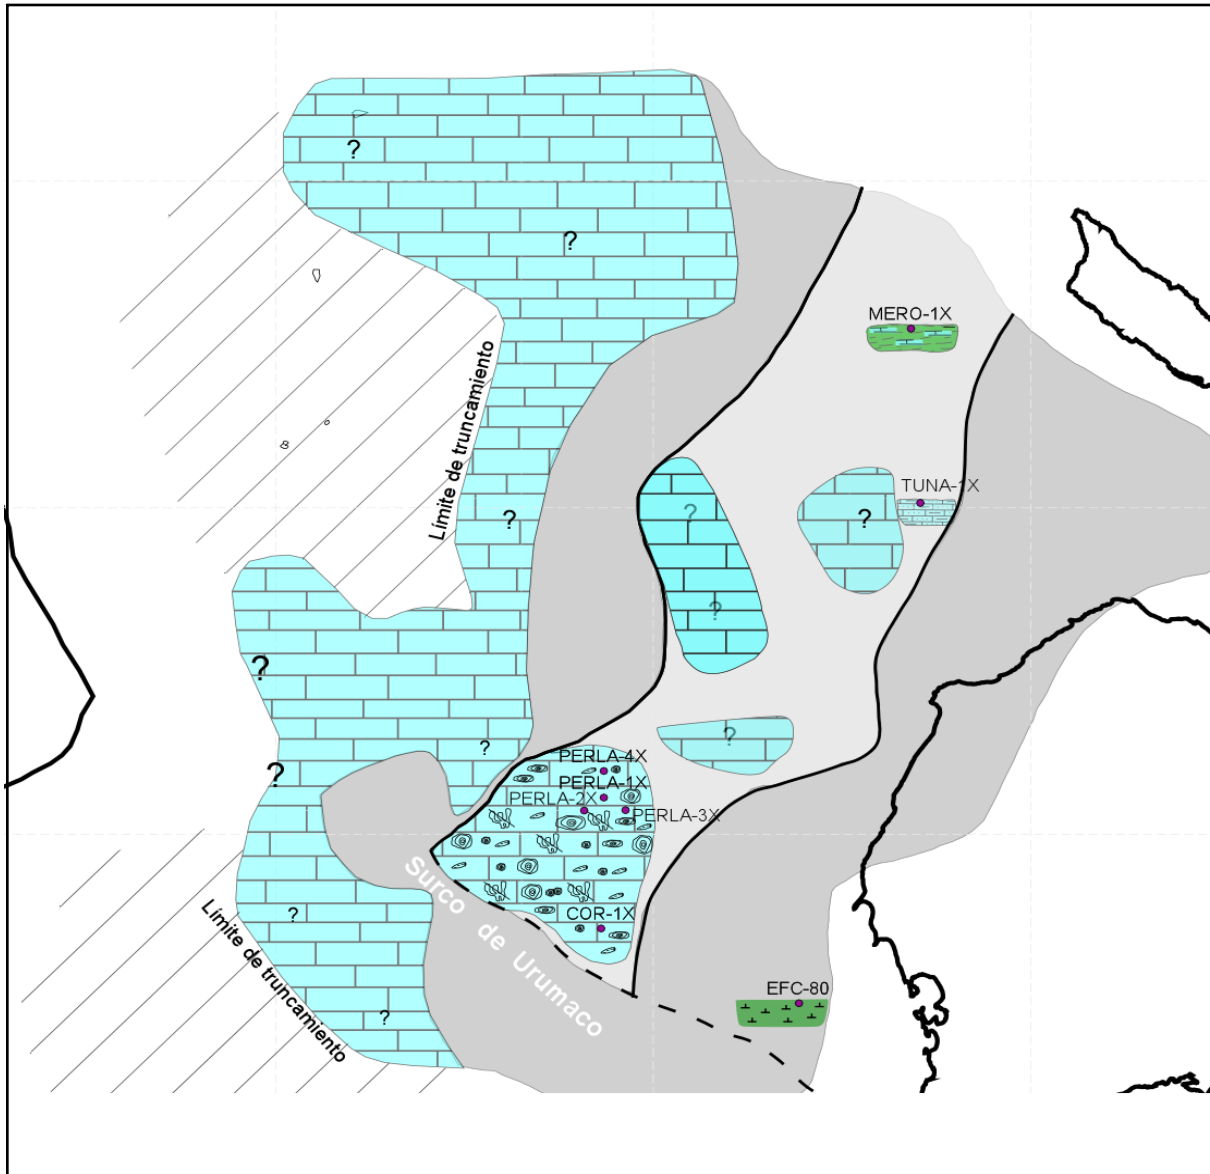 ?
?
MERO-1X
Límite de truncamiento
TUNA-1X
?
?
?
?
?
?
?
PERLA-4X
?
PERLA-1X
PERLA-2X
PERLA-3X
Surco de Urumaco
Límite de truncamiento
?
COR-1X
EFC-80
?